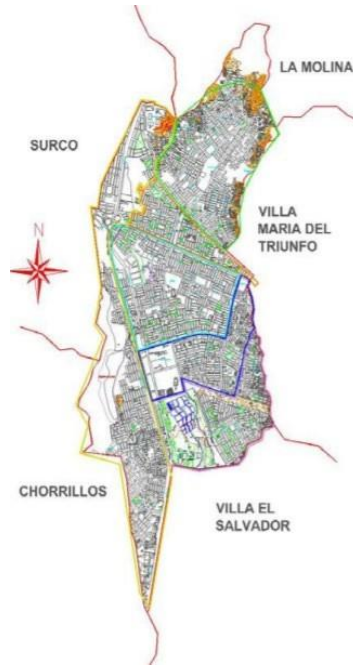 LA MOLINA
SURCO
VILLA
MARIA DEL
TRIUNFO
N
CHORRILLOS
VILLA EL
SALVADOR